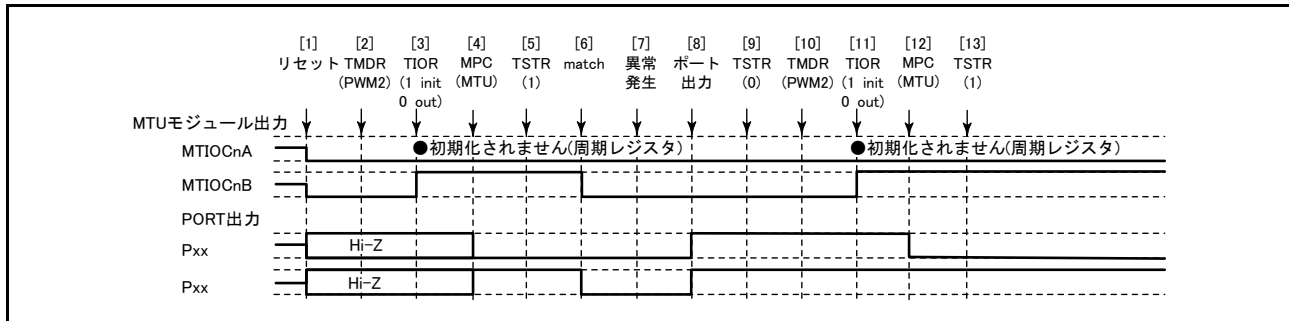 [1] [2] [3] [4] [5] [6] [7] [8] [9] [10] [11] [12] [13]
リセット TMDR TIOR MPC TSTR match 異常 ポート TSTR TMDR TIOR MPC TSTR
(PWM2) (1 init (MTU) (1) 発生 出力 (0) (PWM2) (1 init (MTU) (1)
0 out) 0 out)
MTUモジュール出力
MTIOCnA ●初期化されません(周期レジスタ) ●初期化されません(周期レジスタ)
MTIOCnB
PORT出力
Pxx Hi-Z
Pxx Hi-Z